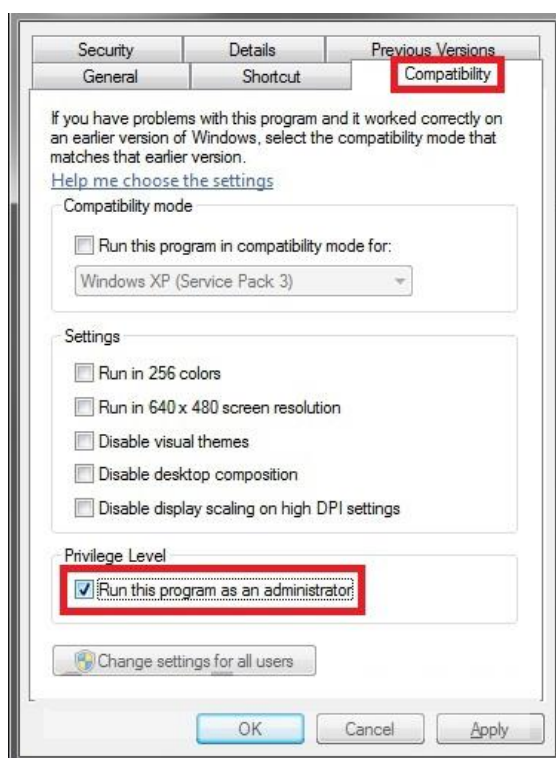 Security Details Previous Versions
General Shortcut Compatibility
If you have problems with this program and it worked correctly on
an earlier version of Windows, select the compatibility mode that
matches that earlier version.
Help me choose the settings
Compatibility mode
Run this program in compatibility mode for:
Windows XP (Service Pack 3)
Settings
Run in 256 colors
Run in 640 x 480 screen resolution
Disable visual themes
Disable desktop composition
Disable display scaling on high DPI settings
Privilege Level
Run this program as an administrator
Change settings for all users
OK Cancel Apply